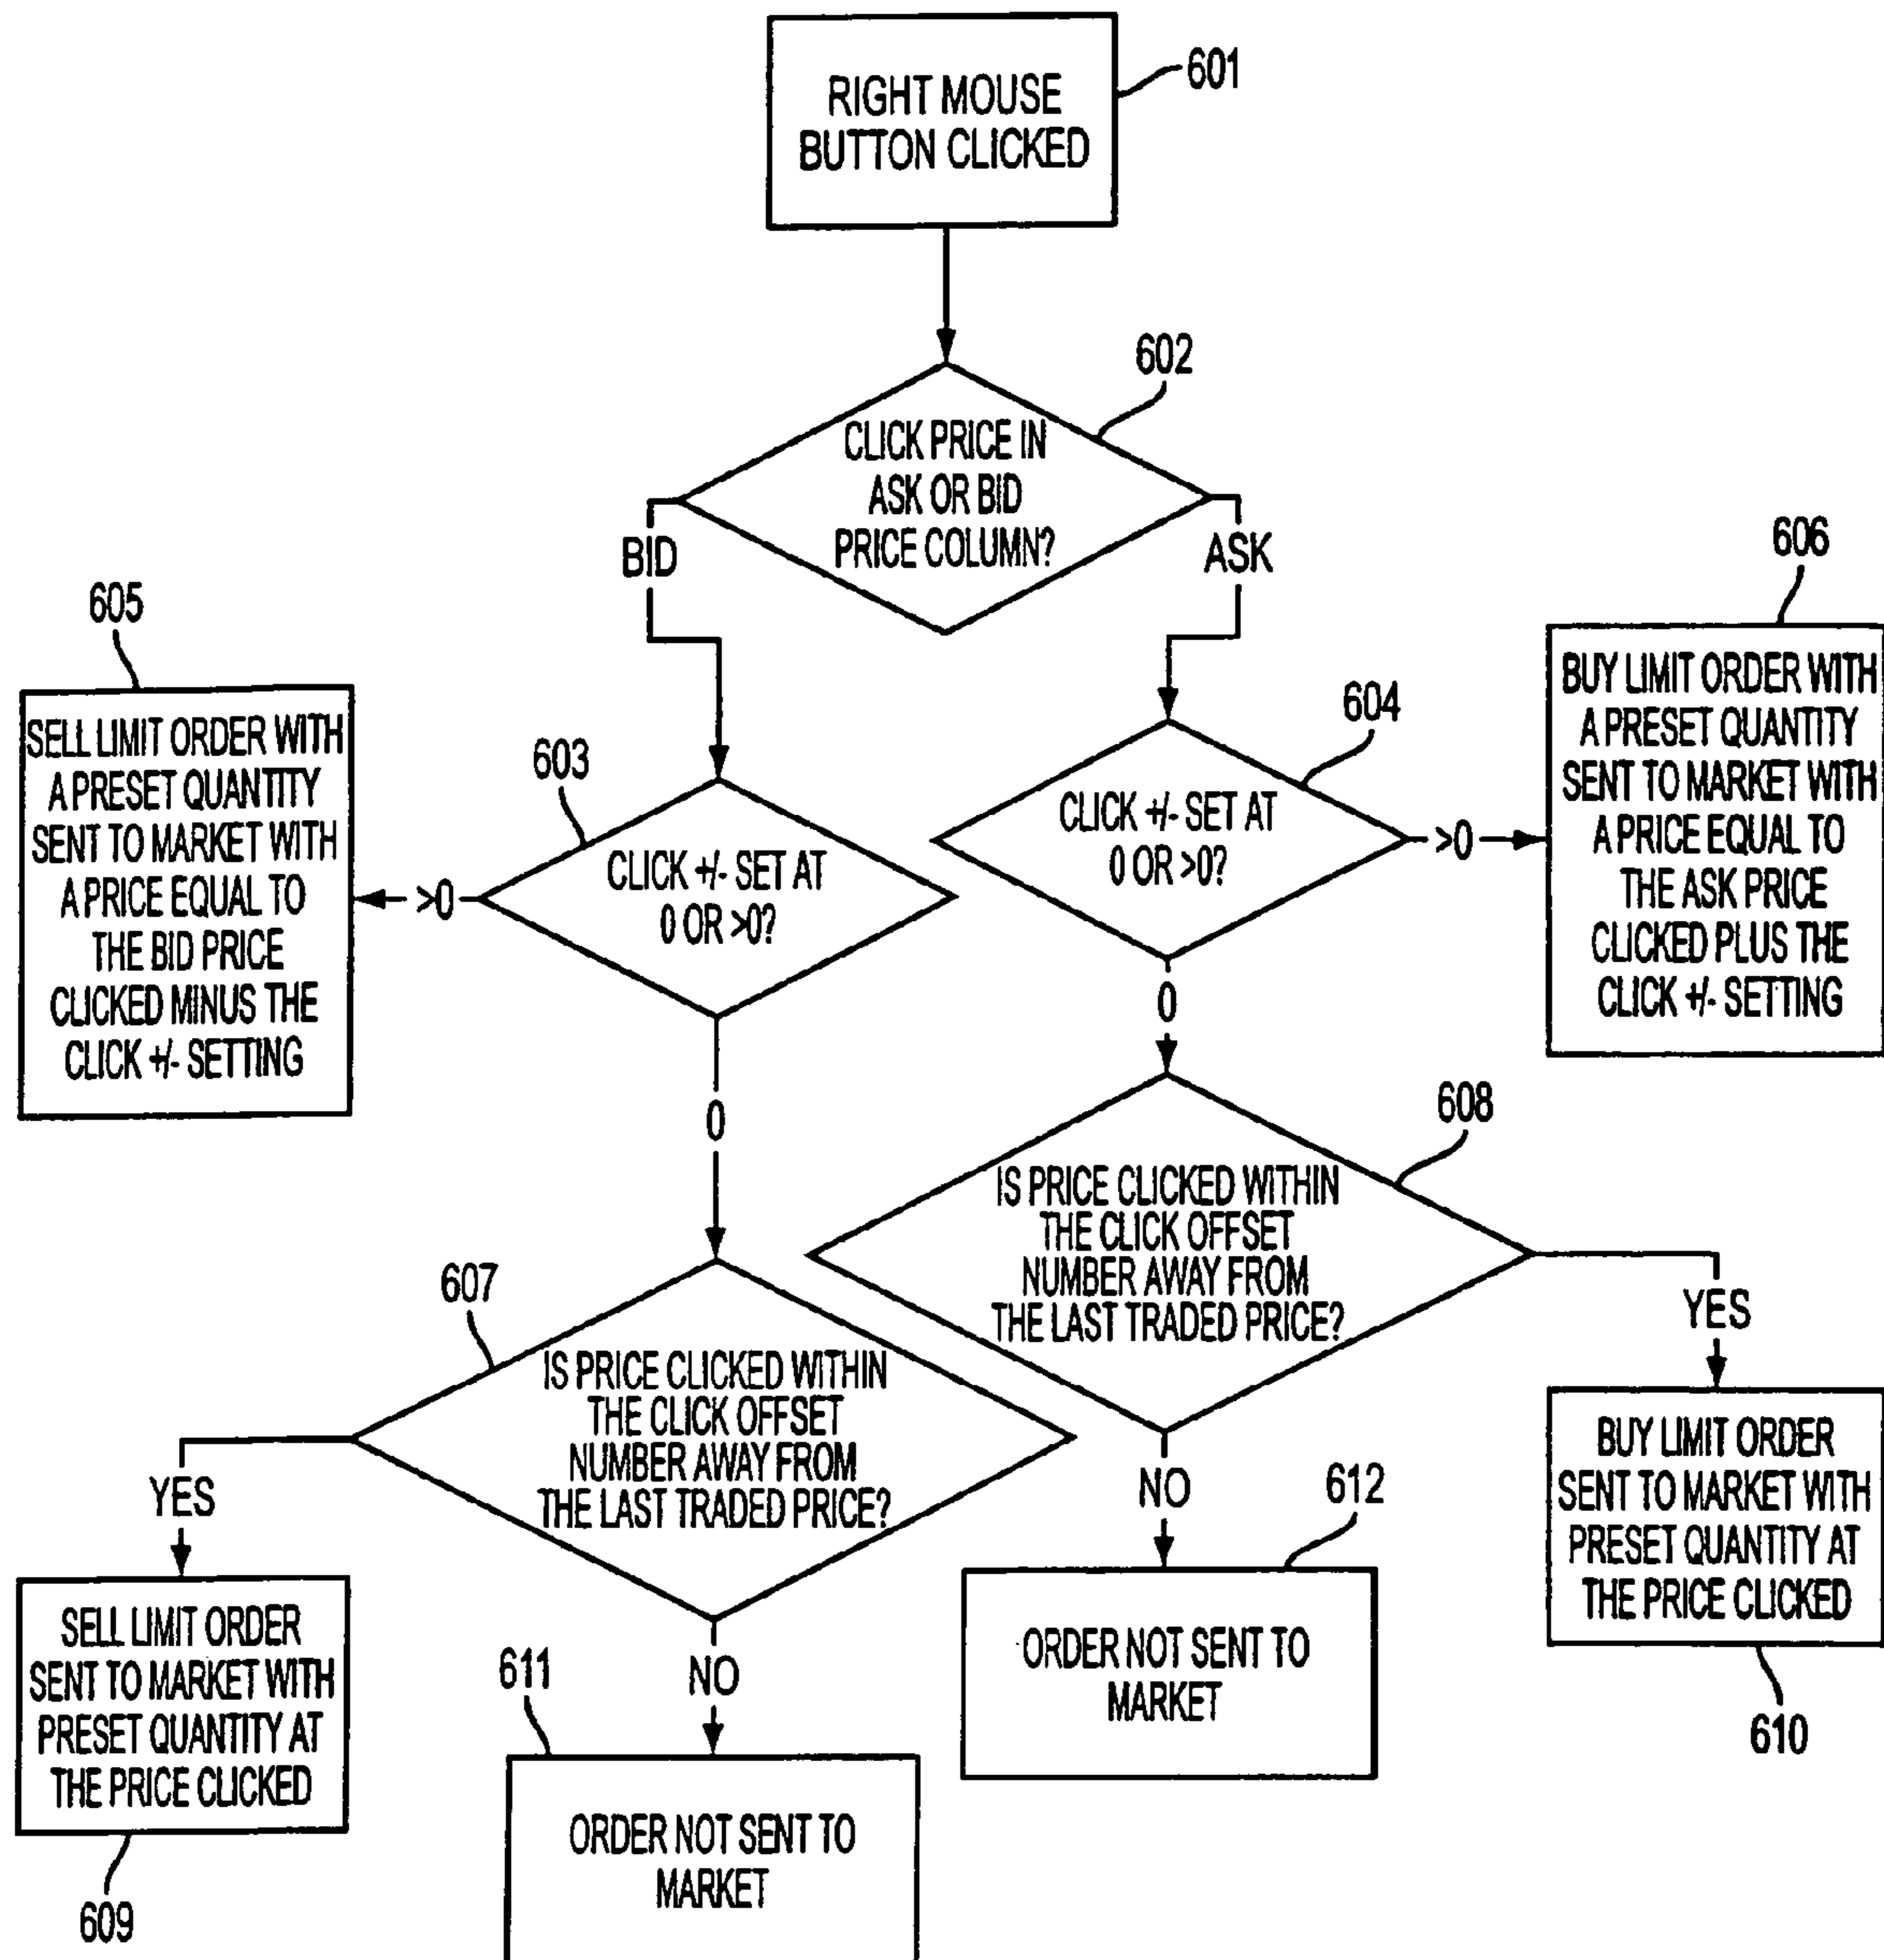 RIGHT MOUSE
BUTTON CLICKED
601
602
CLICK PRICE IN
ASK OR BID
PRICE COLUMN?
BID
ASK
605
SELL LIMIT ORDER WITH
A PRESET QUANTITY
SENT TO MARKET WITH
A PRICE EQUAL TO
THE BID PRICE
CLICKED MINUS THE
CLICK +/- SETTING
603
CLICK +/- SET AT
0 OR >0?
>0
0
604
CLICK +/- SET AT
0 OR >0?
>0
0
606
BUY LIMIT ORDER WITH
A PRESET QUANTITY
SENT TO MARKET WITH
A PRICE EQUAL TO
THE ASK PRICE
CLICKED PLUS THE
CLICK +/- SETTING
607
IS PRICE CLICKED WITHIN
THE CLICK OFFSET
NUMBER AWAY FROM
THE LAST TRADED PRICE?
YES
NO
608
IS PRICE CLICKED WITHIN
THE CLICK OFFSET
NUMBER AWAY FROM
THE LAST TRADED PRICE?
YES
NO
SELL LIMIT ORDER
SENT TO MARKET WITH
PRESET QUANTITY AT
THE PRICE CLICKED
609
611
ORDER NOT SENT TO
MARKET
612
ORDER NOT SENT TO
MARKET
BUY LIMIT ORDER
SENT TO MARKET WITH
PRESET QUANTITY AT
THE PRICE CLICKED
610